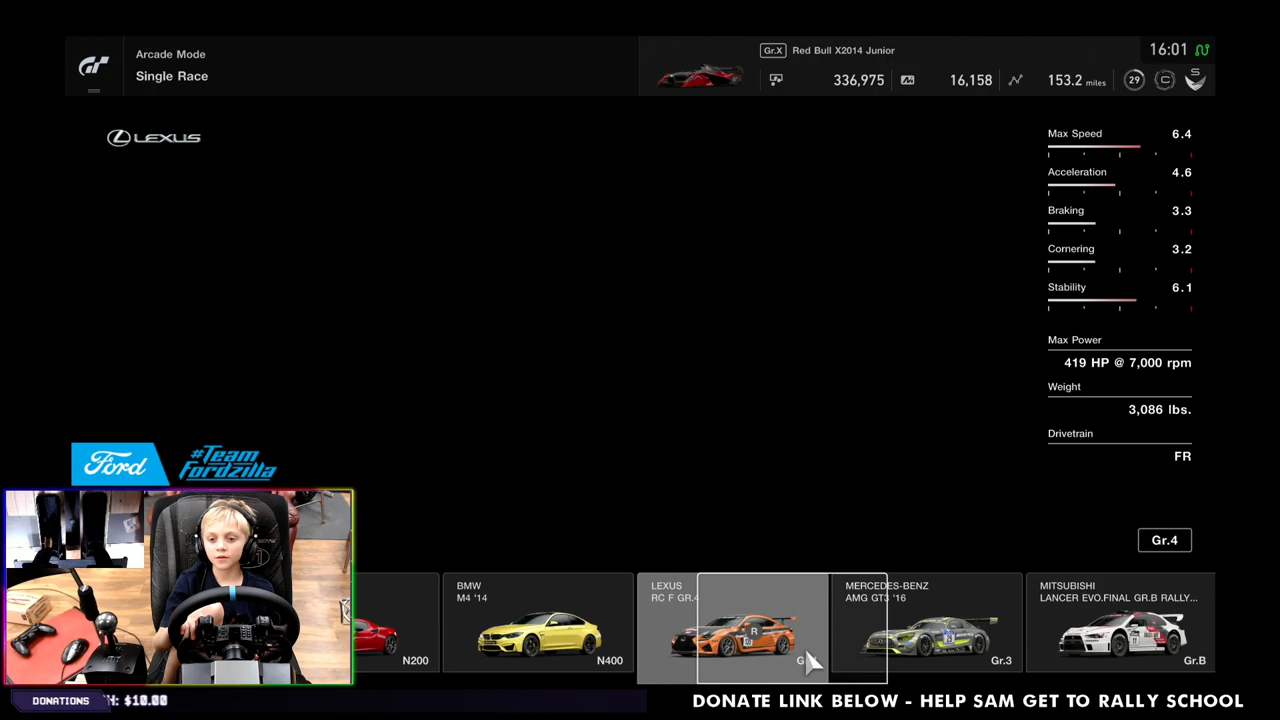 Arcade Mode
Single Race
Gr.X Red Bull X2014 Junior
336,975 16,158 153.2 miles 29 C S
16:01
LEXUS
Max Speed 6.4
Acceleration 4.6
Braking 3.3
Cornering 3.2
Stability 6.1
Max Power
419 HP @ 7,000 rpm
Weight
3,086 lbs.
Drivetrain
FR
Gr.4
Ford
#Team
Fordzilla
N200
BMW
M4 '14
N400
LEXUS
RC F GR.4
R
MERCEDES-BENZ
AMG GT3 '16
Gr.3
MITSUBISHI
LANCER EVO.FINAL GR.B RALLY...
Gr.B
DONATIONS
$10.00
DONATE LINK BELOW - HELP SAM GET TO RALLY SCHOOL